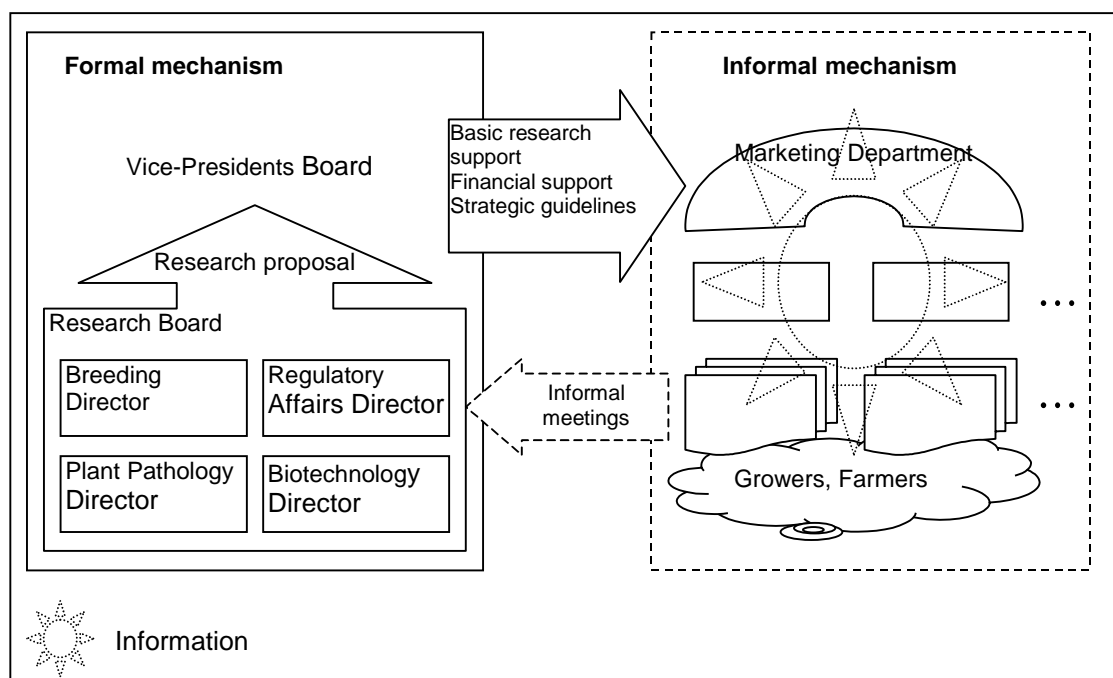 Formal mechanism
Vice-Presidents Board
Research proposal
Research Board
Breeding
Director
Regulatory
Affairs Director
Plant Pathology
Director
Biotechnology
Director
Basic research
support
Financial support
Strategic guidelines
Informal
meetings
Informal mechanism
Marketing Department
...
...
Growers, Farmers
Information